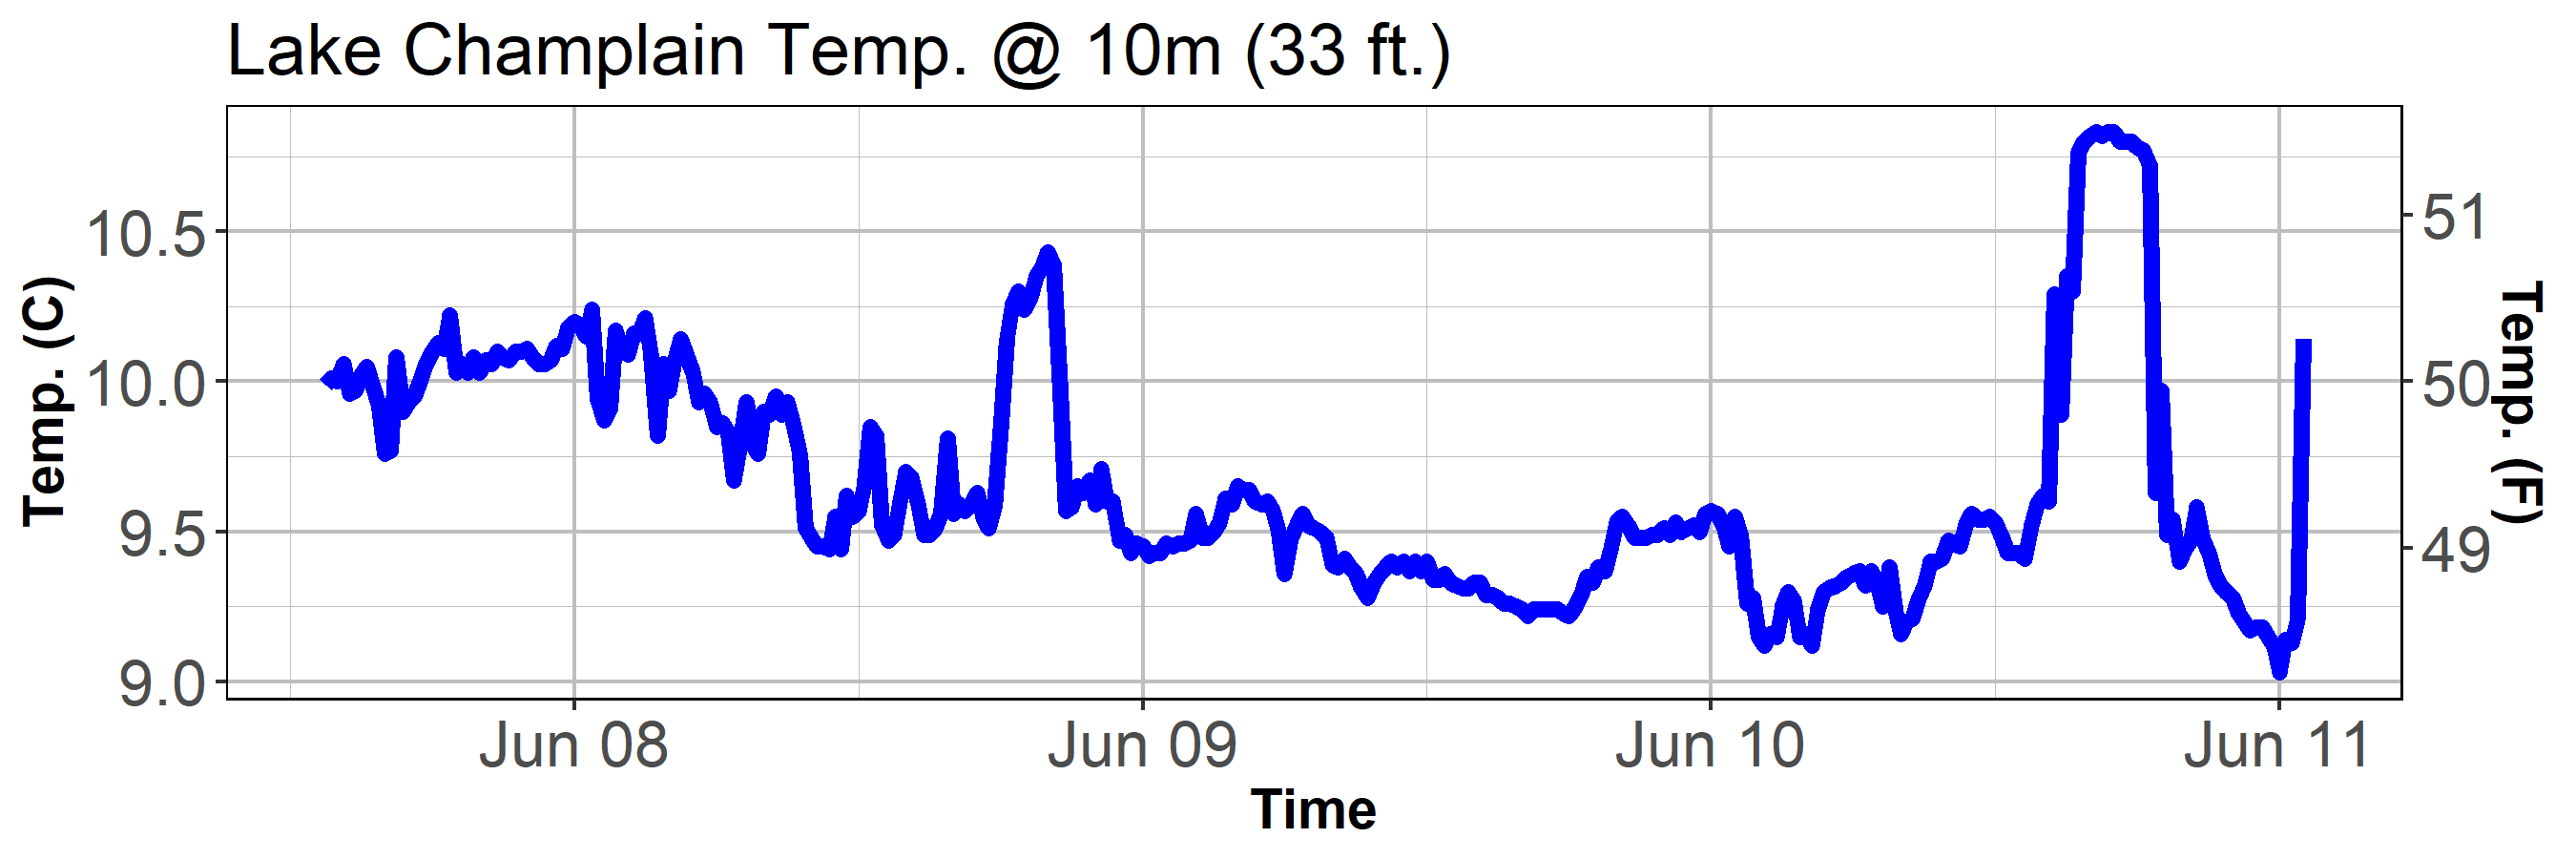 Lake Champlain Temp. @ 10m (33 ft.)
Temp. (C)
10.5
10.0
9.5
9.0
51
50
49
Temp. (F)
Jun 08 Jun 09 Jun 10 Jun 11
Time